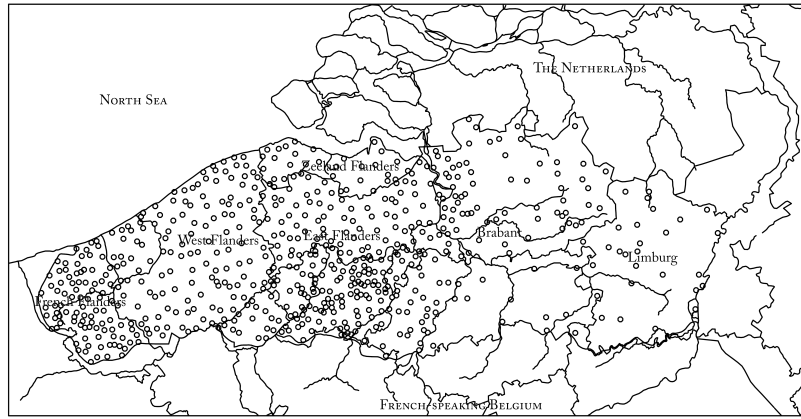 The Netherlands
North Sea
Zeeland Flanders
West Flanders
East Flanders
Brabant
Limburg
French Flanders
French-speaking Belgium